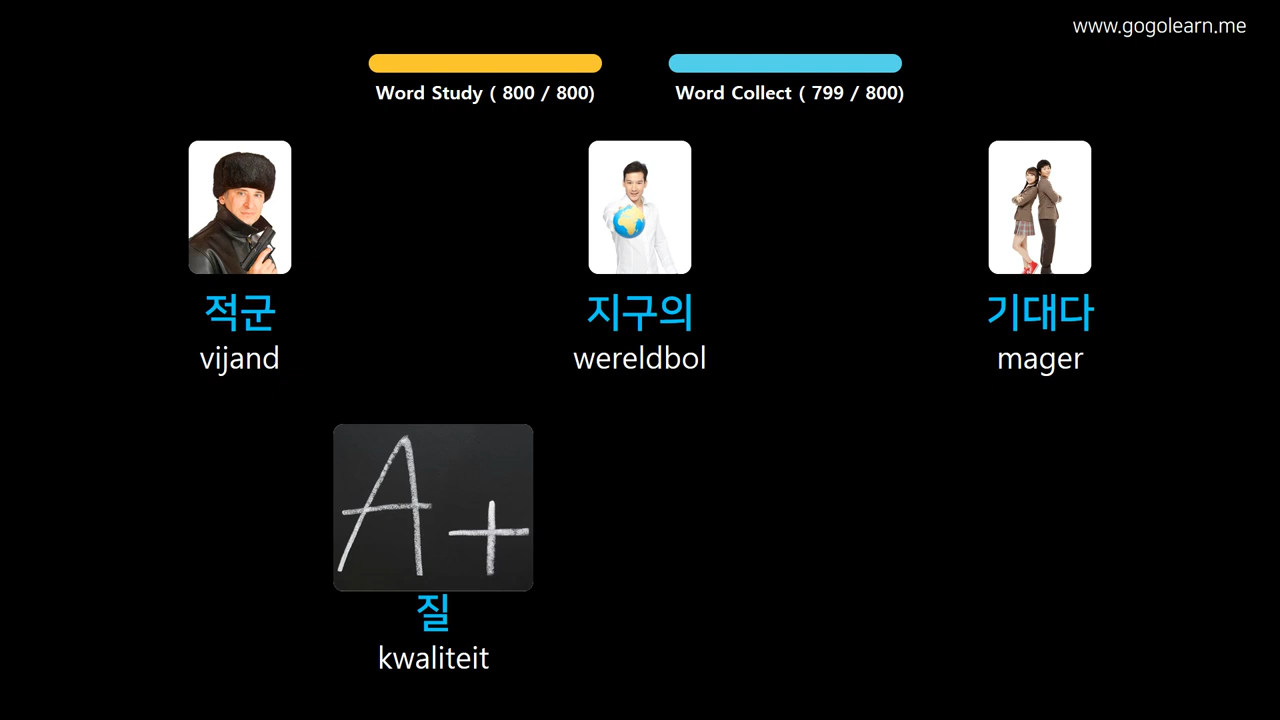 www.gogolearn.me
Word Study ( 800 / 800)
Word Collect ( 799 / 800)
적군
vijand
지구의
wereldbol
기대다
mager
A+
질
kwaliteit